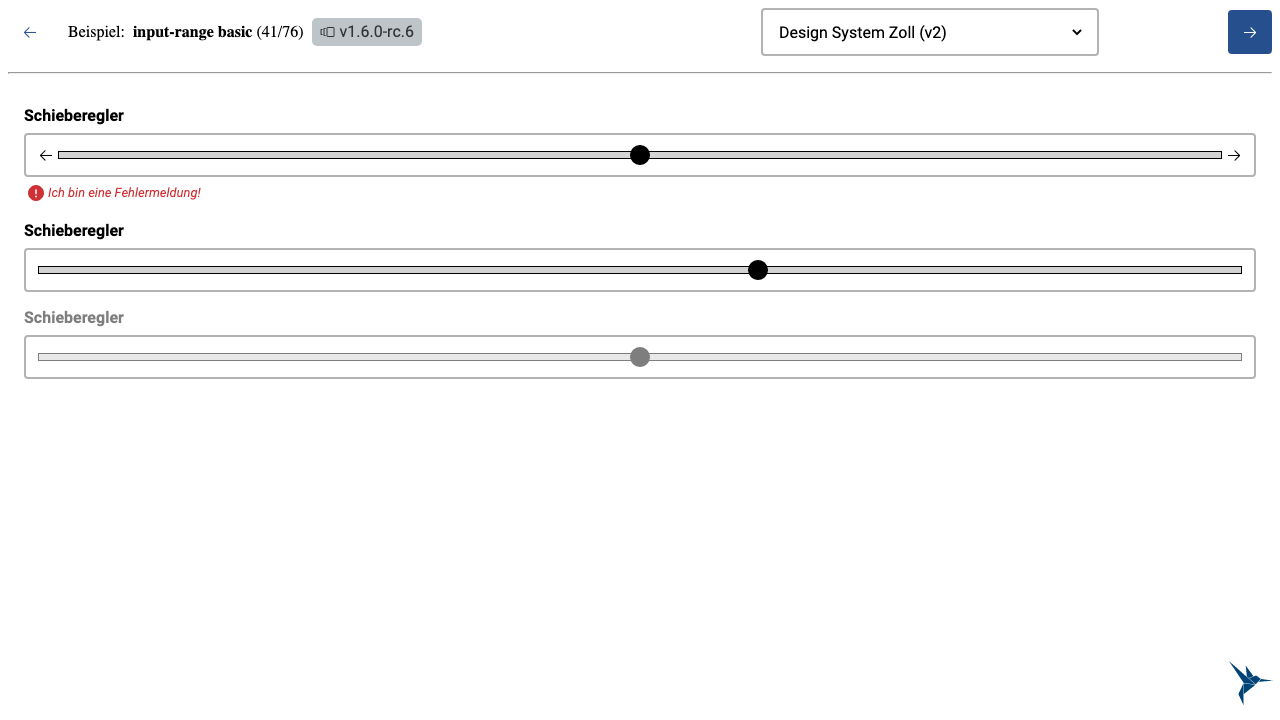 Beispiel: input-range basic (41/76) v1.6.0-rc.6 Design System Zoll (v2)
Schieberegler
Ich bin eine Fehlermeldung!
Schieberegler
Schieberegler